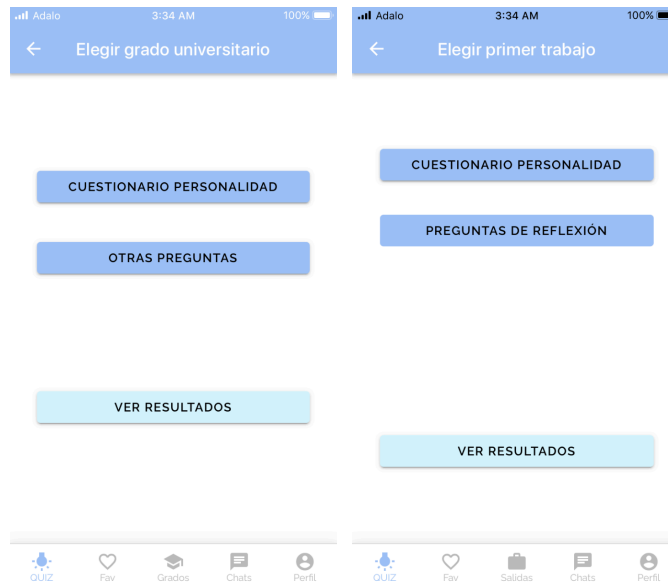 Adalo 3:34 AM 100%
Elegir grado universitario
CUESTIONARIO PERSONALIDAD
OTRAS PREGUNTAS
VER RESULTADOS
QUIZ Fav Grados Chats Perfil
Adalo 3:34 AM 100%
Elegir primer trabajo
CUESTIONARIO PERSONALIDAD
PREGUNTAS DE REFLEXIÓN
VER RESULTADOS
QUIZ Fav Salidas Chats Perfil